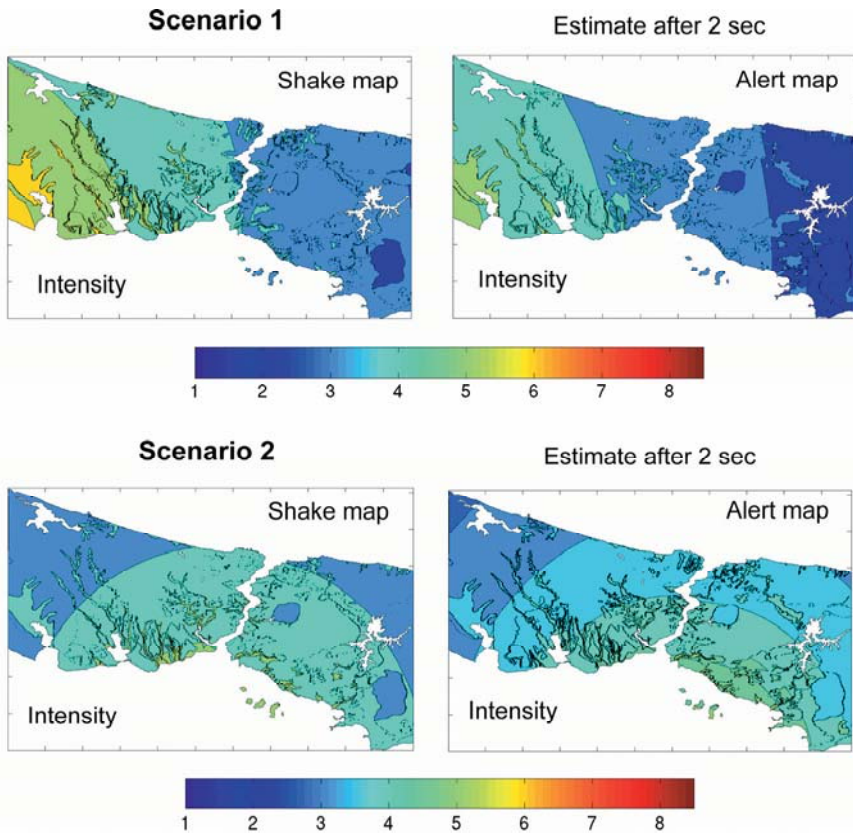 Scenario 1
Estimate after 2 sec
Shake map
Alert map
Intensity
1 2 3 4 5 6 7 8
Scenario 2
Estimate after 2 sec
Shake map
Alert map
Intensity
Intensity
1 2 3 4 5 6 7 8